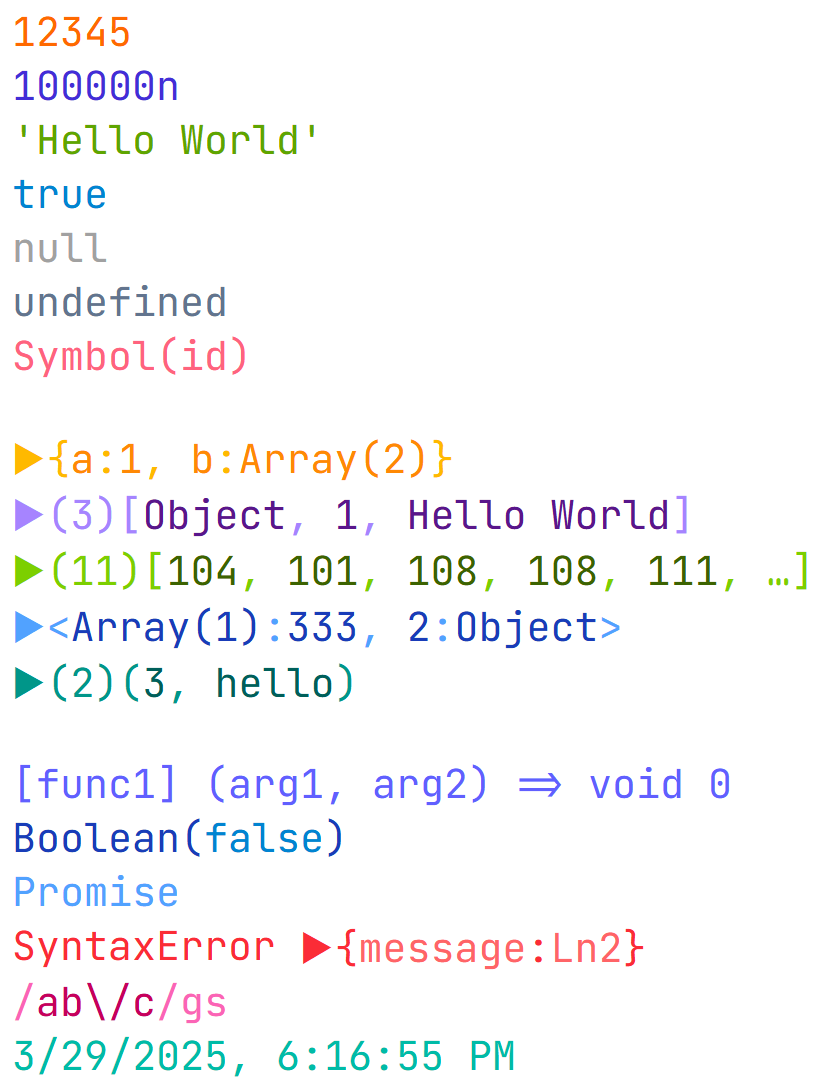 12345
100000n
'Hello World'
true
null
undefined
Symbol(id)
▶{a:1, b:Array(2)}
▶(3)[Object, 1, Hello World]
▶(11)[104, 101, 108, 108, 111, …]
▶<Array(1):333, 2:Object>
▶(2)(3, hello)
[func1] (arg1, arg2) => void 0
Boolean(false)
Promise
SyntaxError ▶{message:Ln2}
/ab\/c/gs
3/29/2025, 6:16:55 PM